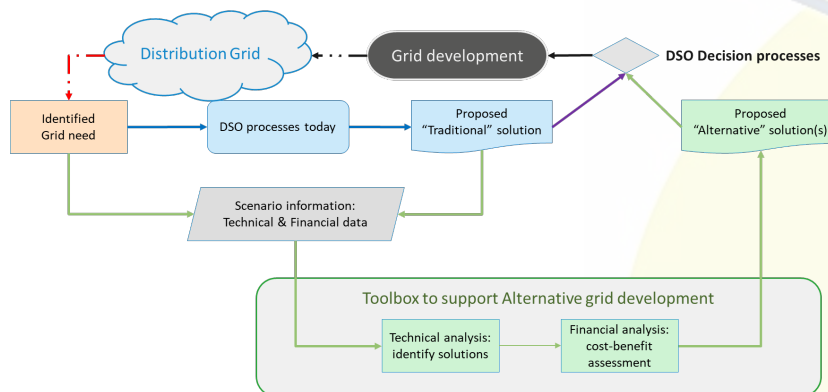 Distribution Grid
Grid development
DSO Decision processes
Identified
Grid need
DSO processes today
Proposed
“Traditional” solution
Proposed
“Alternative” solution(s)
Scenario information:
Technical & Financial data
Toolbox to support Alternative grid development
Technical analysis:
identify solutions
Financial analysis:
cost-benefit
assessment